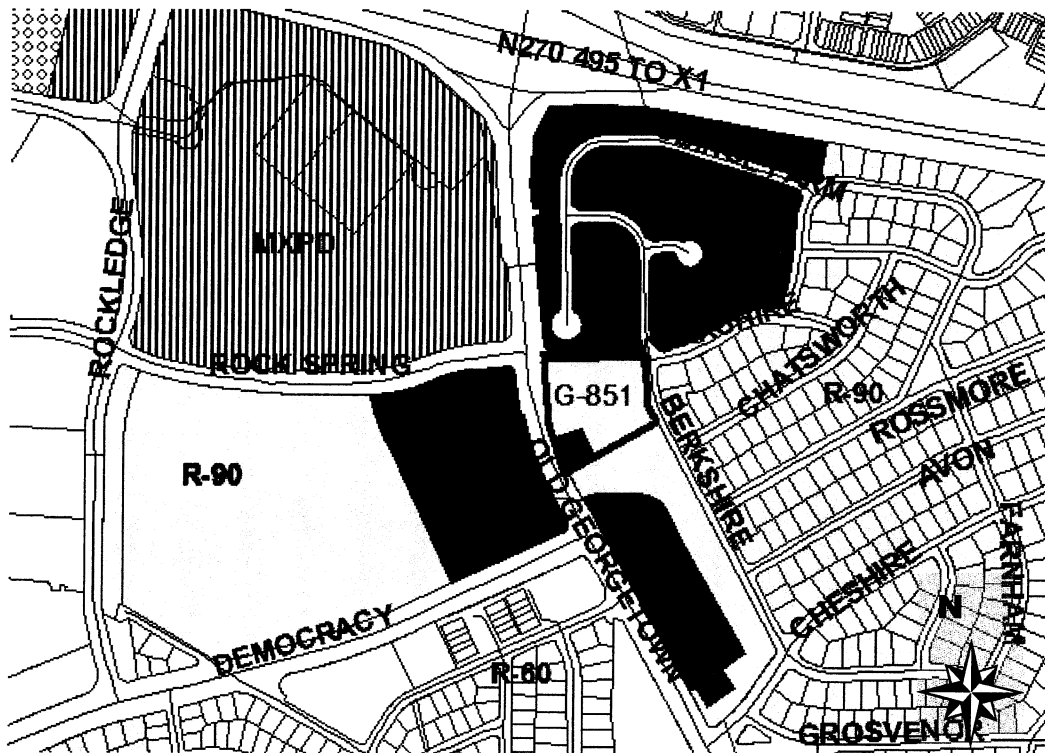 N270 495 TO X1
MXPD
ROCKLEDGE
ROCK SPRING
CHATSWORTH
G-851
R-90
BERKSHIRE
ROSSMORE
R-90
AVON
OLD GEORGETOWN
FARNHAM
CHESHIRE
N
DEMOCRACY
R-60
GROSVENOR